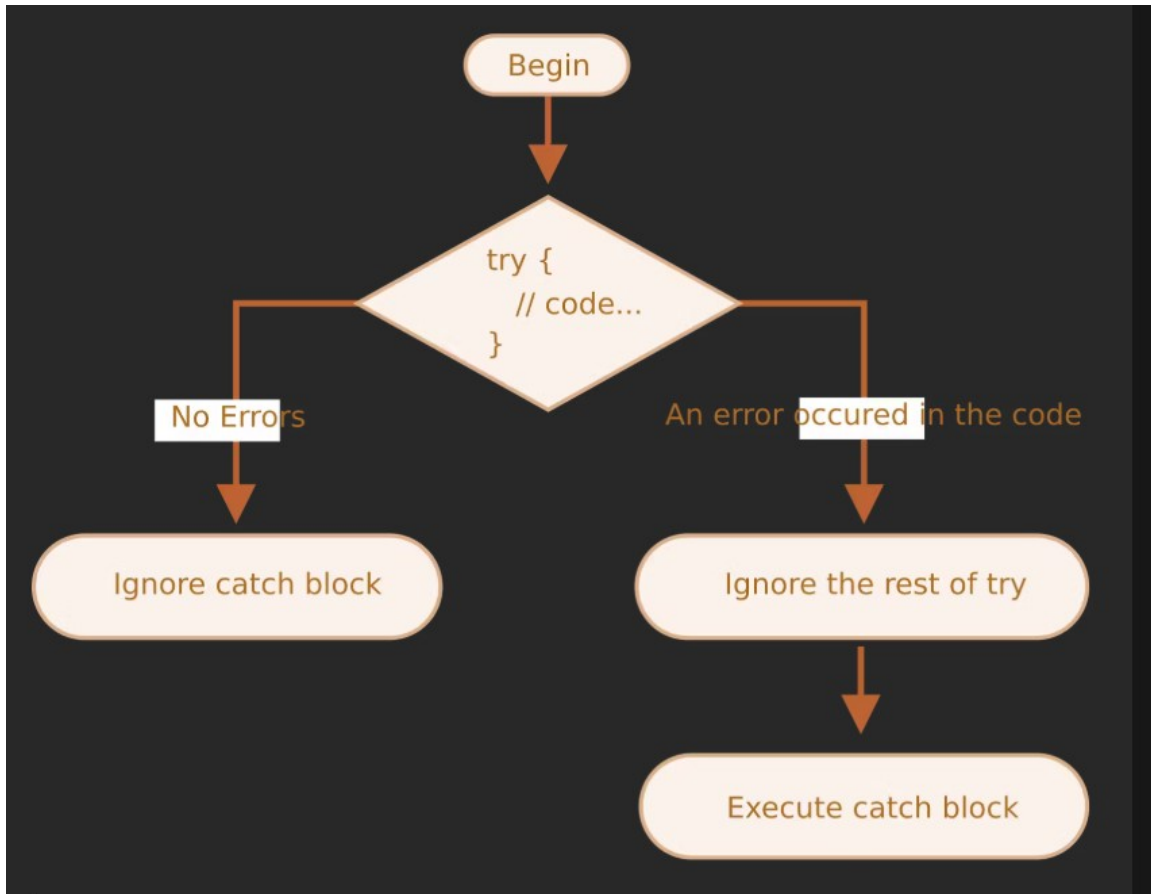 Begin
try {
// code...
}
No Errors
An error occured in the code
Ignore catch block
Ignore the rest of try
Execute catch block